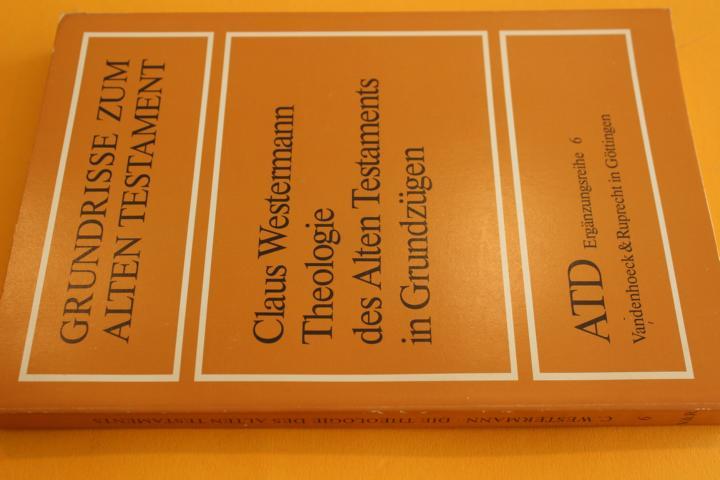 GRUNDRISSE ZUM
ALTEN TESTAMENT
Claus Westermann
Theologie
des Alten Testaments
in Grundzügen
ATD Ergänzungsreihe 6
Vandenhoeck & Ruprecht in Göttingen
C. WESTERMANN · DIE THEOLOGIE DES ALTEN TESTAMENTS